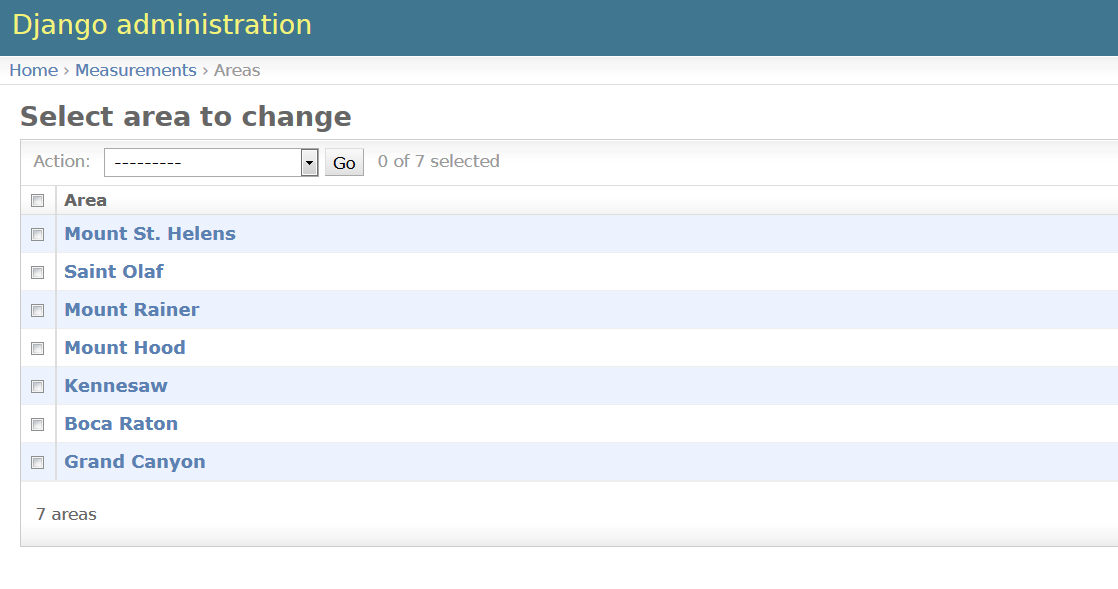 Django administration
Home › Measurements › Areas
Select area to change
Action: --------- Go 0 of 7 selected
Area
Mount St. Helens
Saint Olaf
Mount Rainer
Mount Hood
Kennesaw
Boca Raton
Grand Canyon
7 areas